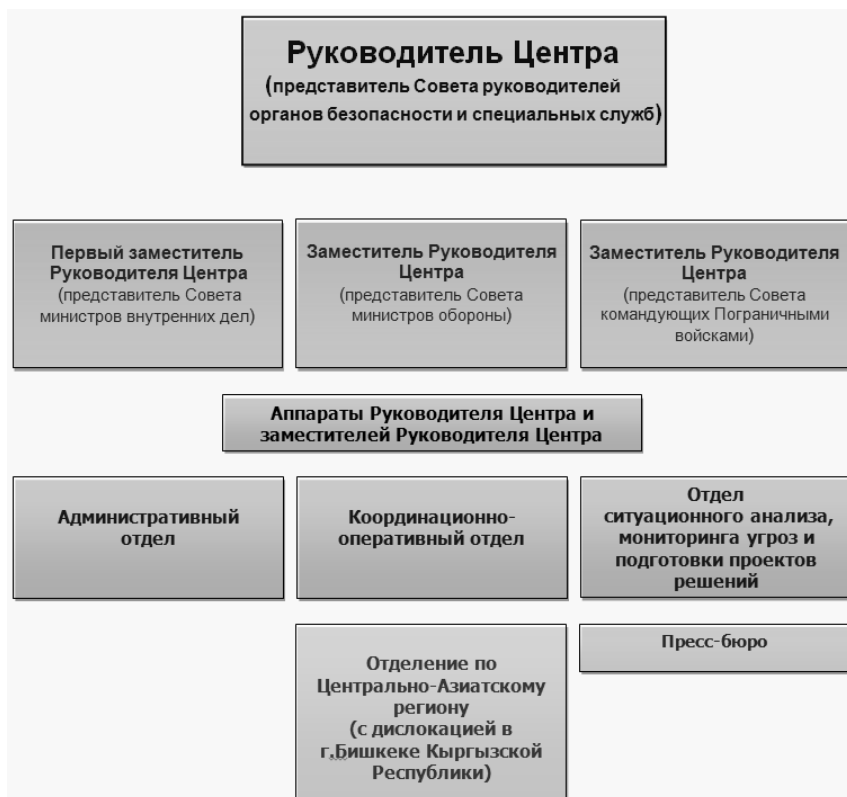 Руководитель Центра
(представитель Совета руководителей
органов безопасности и специальных служб)
Первый заместитель
Руководителя Центра
(представитель Совета
министров внутренних дел)
Заместитель Руководителя
Центра
(представитель Совета
министров обороны)
Заместитель Руководителя
Центра
(представитель Совета
командующих Пограничными
войсками)
Аппараты Руководителя Центра и
заместителей Руководителя Центра
Административный
отдел
Координационно-
оперативный отдел
Отдел
ситуационного анализа,
мониторинга угроз и
подготовки проектов
решений
Отделение по
Центрально-Азиатскому
региону
(с дислокацией в
г.Бишкеке Кыргызской
Республики)
Пресс-бюро